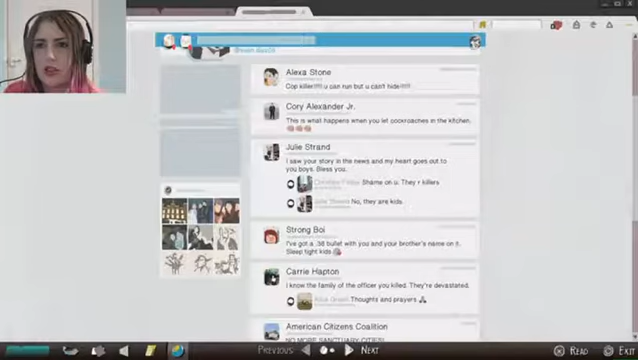 Alexa Stone
Cop killer!!!! u can run but u can't hide!!!!!
Cory Alexander Jr.
This is what happens when you let cockroaches in the kitchen.
Julie Strand
I saw your story in the news and my heart goes out to
you boys. Bless you.
Shame on u. They r killers
No, they are kids.
Strong Boi
I've got a .38 bullet with you and your brother's name on it.
Sleep tight kids
Carrie Hapton
I know the family of the officer you killed. They're devastated.
Thoughts and prayers
American Citizens Coalition
NO MORE SANCTUARY CITIES!
Previous
Next
Read
Exit